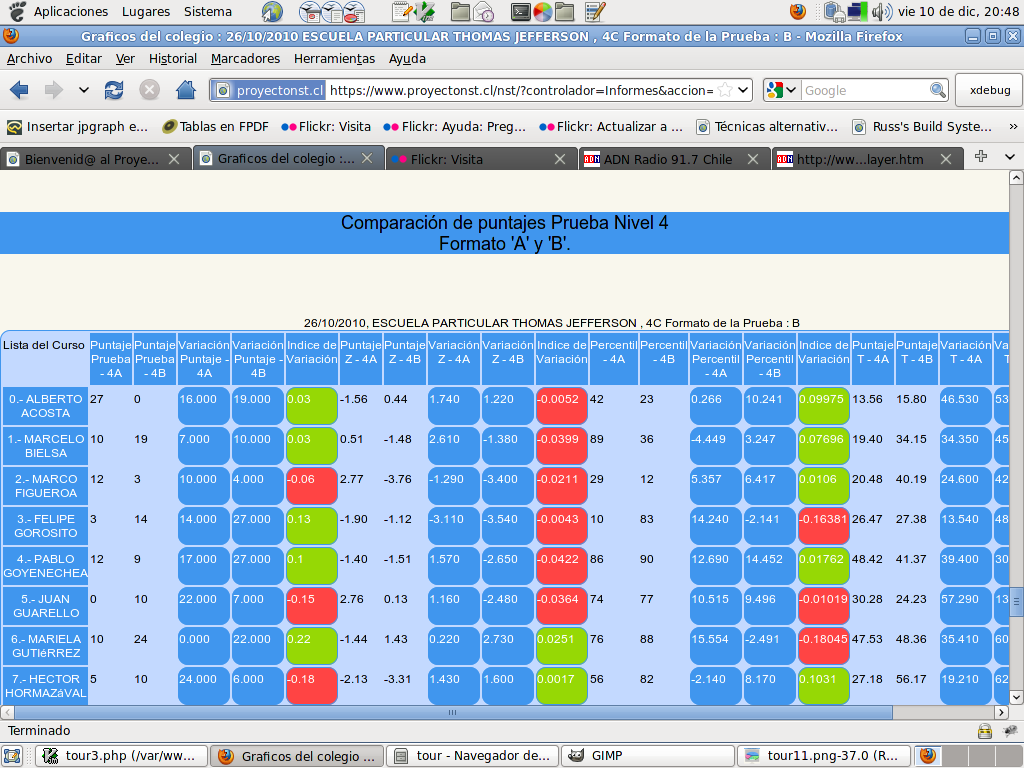 Aplicaciones Lugares Sistema vie 10 de dic, 20:48
Graficos del colegio : 26/10/2010 ESCUELA PARTICULAR THOMAS JEFFERSON , 4C Formato de la Prueba : B - Mozilla Firefox
Archivo Editar Ver Historial Marcadores Herramientas Ayuda
proyectonst.cl https://www.proyectonst.cl/nst/?controlador=Informes&accion= Google xdebug
Insertar jpgraph e... Tablas en FPDF Flickr: Visita Flickr: Ayuda: Preg... Flickr: Actualizar a ... Técnicas alternativ... Russ's Build Syste... »
Bienvenid@ al Proye... Graficos del colegio :... Flickr: Visita ADN ADN Radio 91.7 Chile ADN http://ww...layer.htm
Comparación de puntajes Prueba Nivel 4
Formato 'A' y 'B'.
26/10/2010, ESCUELA PARTICULAR THOMAS JEFFERSON , 4C Formato de la Prueba : B
Lista del Curso Puntaje Puntaje Variación Variación Indice de Puntaje Puntaje Variación Variación Indice de Percentil Percentil Variación Variación Indice de Puntaje Puntaje Variación Va
Prueba Prueba Puntaje - Puntaje - Variación Z - 4A Z - 4B Z - 4A Z - 4B Variación - 4A - 4B Percentil Percentil Variación T - 4A T - 4B T - 4A T
- 4A - 4B 4A 4B - 4A - 4B
0.- ALBERTO 27 0 16.000 19.000 0.03 -1.56 0.44 1.740 1.220 -0.0052 42 23 0.266 10.241 0.09975 13.56 15.80 46.530 53
ACOSTA
1.- MARCELO 10 19 7.000 10.000 0.03 0.51 -1.48 2.610 -1.380 -0.0399 89 36 -4.449 3.247 0.07696 19.40 34.15 34.350 45
BIELSA
2.- MARCO 12 3 10.000 4.000 -0.06 2.77 -3.76 -1.290 -3.400 -0.0211 29 12 5.357 6.417 0.0106 20.48 40.19 24.600 42
FIGUEROA
3.- FELIPE 3 14 14.000 27.000 0.13 -1.90 -1.12 -3.110 -3.540 -0.0043 10 83 14.240 -2.141 -0.16381 26.47 27.38 13.540 48
GOROSITO
4.- PABLO 12 9 17.000 27.000 0.1 -1.40 -1.51 1.570 -2.650 -0.0422 86 90 12.690 14.452 0.01762 48.42 41.37 39.400 30
GOYENECHEA
5.- JUAN 0 10 22.000 7.000 -0.15 2.76 0.13 1.160 -2.480 -0.0364 74 77 10.515 9.496 -0.01019 30.28 24.23 57.290 13
GUARELLO
6.- MARIELA 10 24 0.000 22.000 0.22 -1.44 1.43 0.220 2.730 0.0251 76 88 15.554 -2.491 -0.18045 47.53 48.36 35.410 60
GUTIéRREZ
7.- HECTOR 5 10 24.000 6.000 -0.18 -2.13 -3.31 1.430 1.600 0.0017 56 82 -2.140 8.170 0.1031 27.18 56.17 19.210 62
HORMAZáVAL
Terminado
tour3.php (/var/ww... Graficos del colegio ... tour - Navegador de... GIMP tour11.png-37.0 (R...